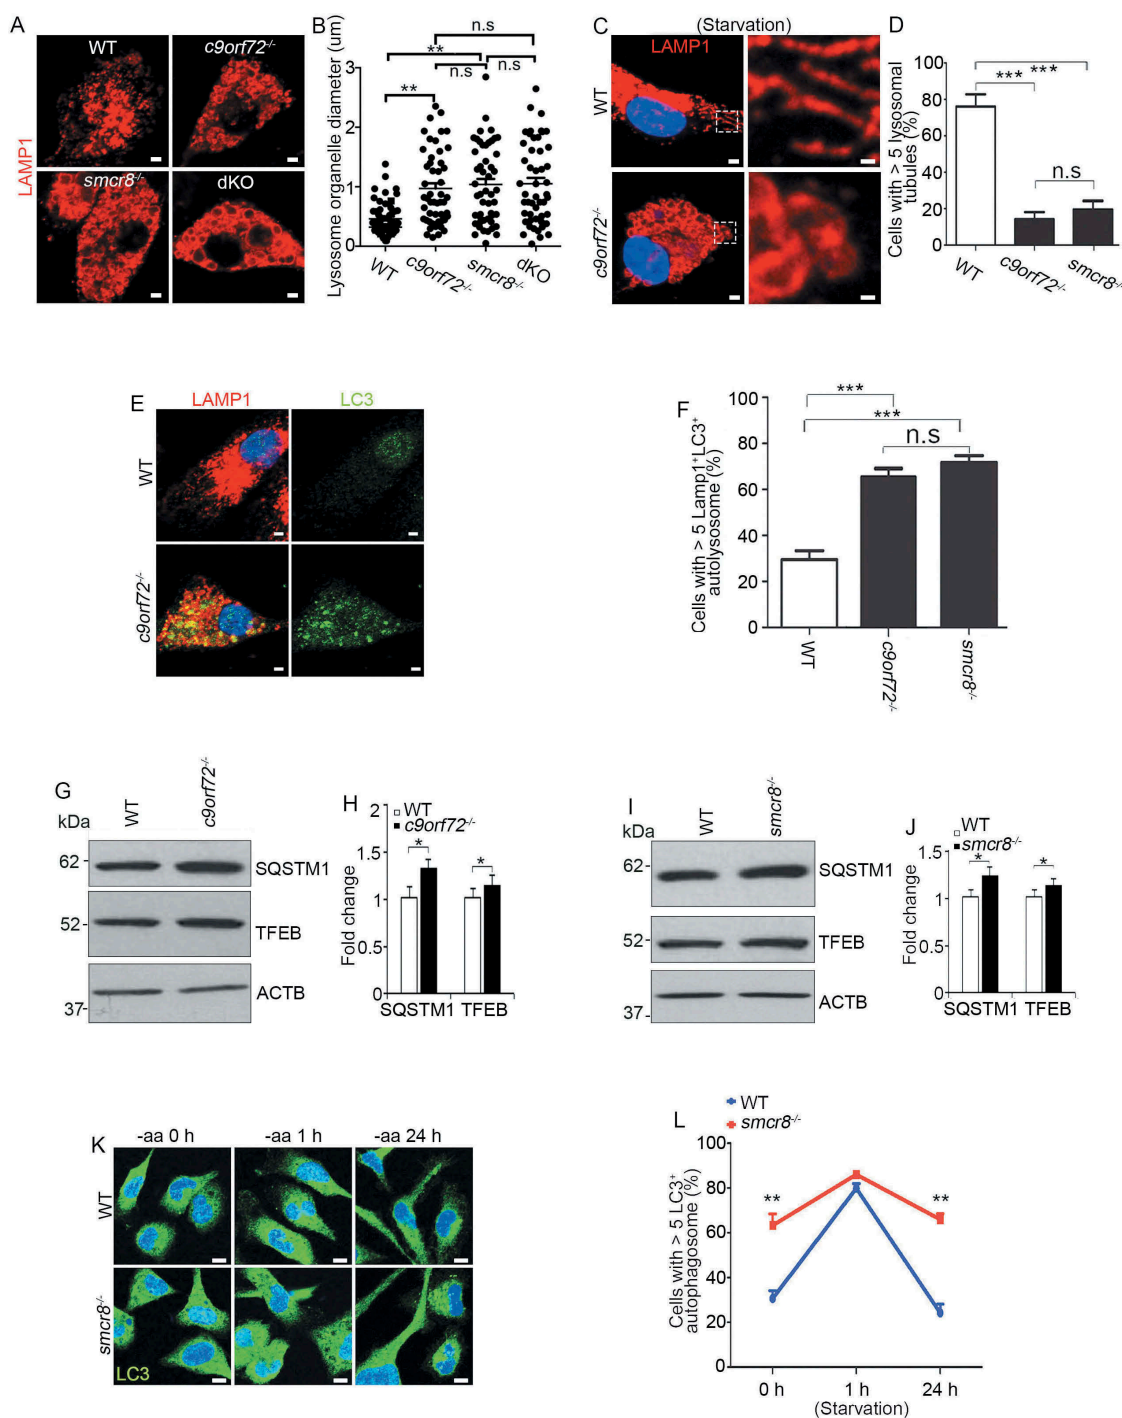 A
WT
c9orf72-/-
smcr8-/-
dKO
LAMP1
B
Lysosome organelle diameter (um)
n.s
**
n.s
n.s
**
3
2
1
0
WT
c9orf72-/-
smcr8-/-
dKO
C
(Starvation)
LAMP1
WT
c9orf72-/-
D
Cells with > 5 lysosomal
tubules (%)
***
***
n.s
100
80
60
40
20
0
WT
c9orf72-/-
smcr8-/-
E
LAMP1
LC3
WT
c9orf72-/-
F
Cells with > 5 Lamp1+LC3+
autolysosome (%)
***
***
n.s
100
80
60
40
20
0
WT
c9orf72-/-
smcr8-/-
G
WT
c9orf72-/-
kDa
62
SQSTM1
52
TFEB
ACTB
37
H
WT
c9orf72-/-
Fold change
2
1.5
1
0.5
0
*
*
SQSTM1 TFEB
I
WT
smcr8-/-
kDa
62
SQSTM1
52
TFEB
ACTB
37
J
WT
smcr8-/-
Fold change
1.5
1
0.5
0
*
*
SQSTM1 TFEB
K
-aa 0 h
-aa 1 h
-aa 24 h
WT
smcr8-/-
LC3
L
WT
smcr8-/-
Cells with > 5 LC3+
autophagosome (%)
100
80
60
40
20
0
**
**
0 h
1 h
24 h
(Starvation)